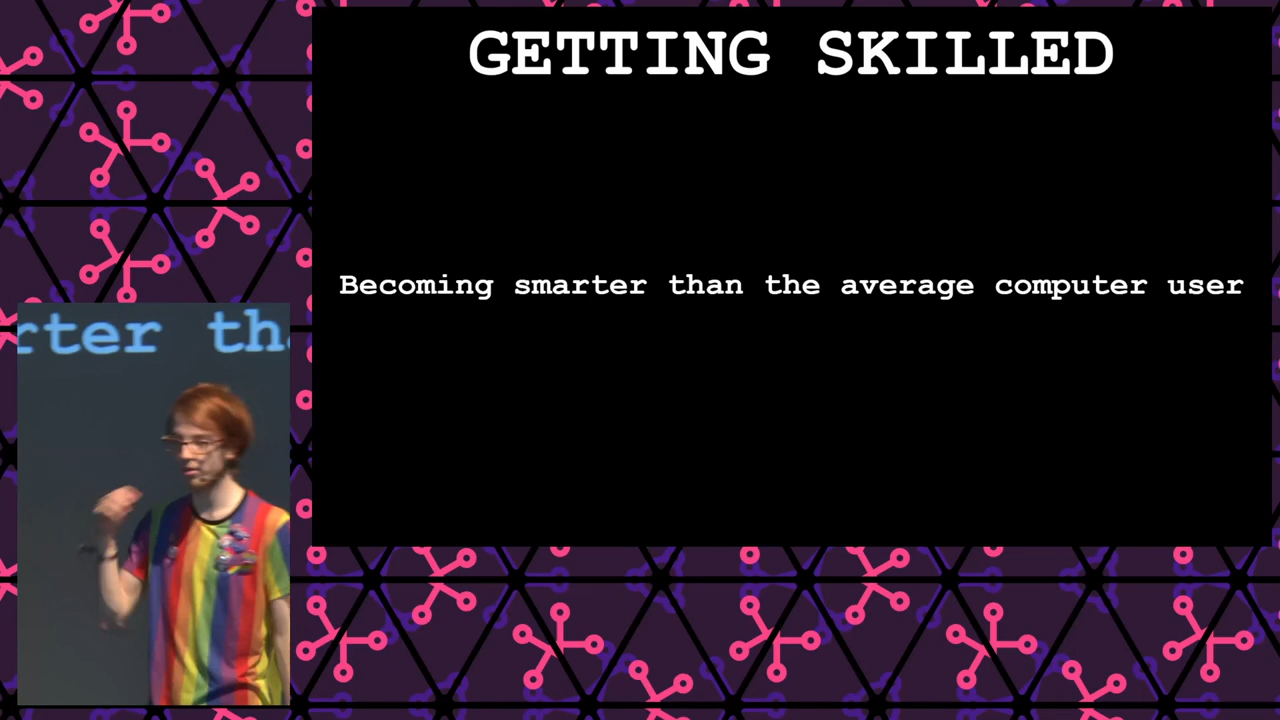 GETTING SKILLED
Becoming smarter than the average computer user
rter th